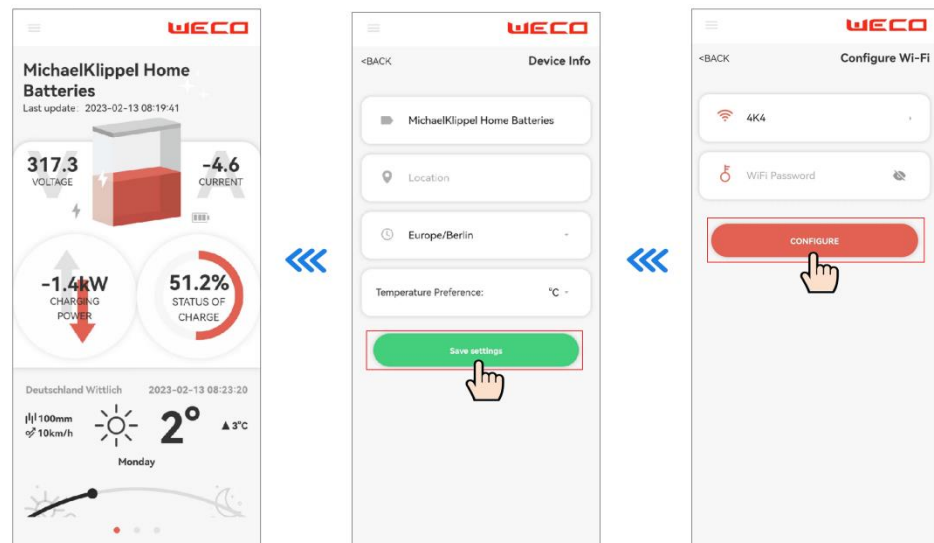 WECO
MichaelKlippel Home
Batteries
Last update: 2023-02-13 08:19:41
317.3
VOLTAGE
-4.6
CURRENT
-1.4kW
CHARGING
POWER
51.2%
STATUS OF
CHARGE
Deutschland Wittlich 2023-02-13 08:23:20
100mm
10km/h
2°
▲3°C
Monday
WECO
<BACK Device Info
MichaelKlippel Home Batteries
Location
Europe/Berlin
Temperature Preference: °C
Save settings
WECO
<BACK Configure Wi-Fi
4K4
WiFi Password
CONFIGURE